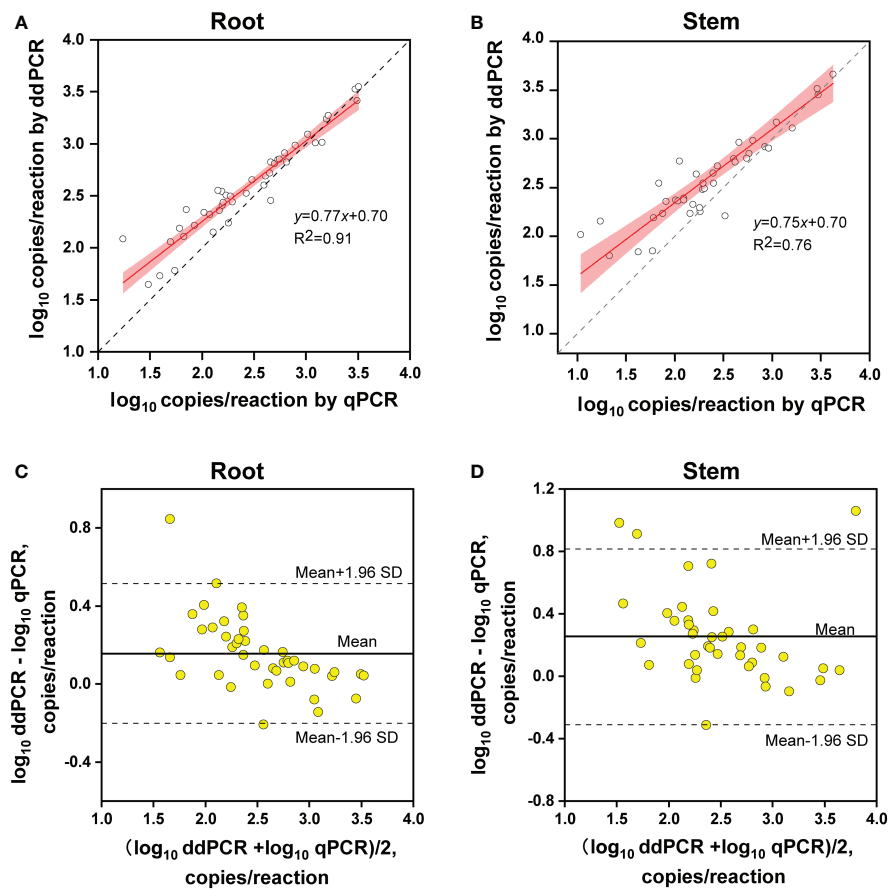 A
Root
log10 copies/reaction by ddPCR
4.0
3.5
3.0
2.5
2.0
1.5
1.0
y=0.77x+0.70
R2=0.91
1.0 1.5 2.0 2.5 3.0 3.5 4.0
log10 copies/reaction by qPCR
B
Stem
log10 copies/reaction by ddPCR
4.0
3.5
3.0
2.5
2.0
1.5
1.0
y=0.75x+0.70
R2=0.76
1.0 1.5 2.0 2.5 3.0 3.5 4.0
log10 copies/reaction by qPCR
C
Root
log10 ddPCR - log10 qPCR,
copies/reaction
0.8
0.4
0.0
-0.4
Mean+1.96 SD
Mean
Mean-1.96 SD
1.0 1.5 2.0 2.5 3.0 3.5 4.0
(log10 ddPCR +log10 qPCR)/2,
copies/reaction
D
Stem
log10 ddPCR - log10 qPCR,
copies/reaction
1.2
0.8
0.4
0.0
-0.4
-0.8
Mean+1.96 SD
Mean
Mean-1.96 SD
1.0 1.5 2.0 2.5 3.0 3.5 4.0
(log10 ddPCR +log10 qPCR)/2,
copies/reaction